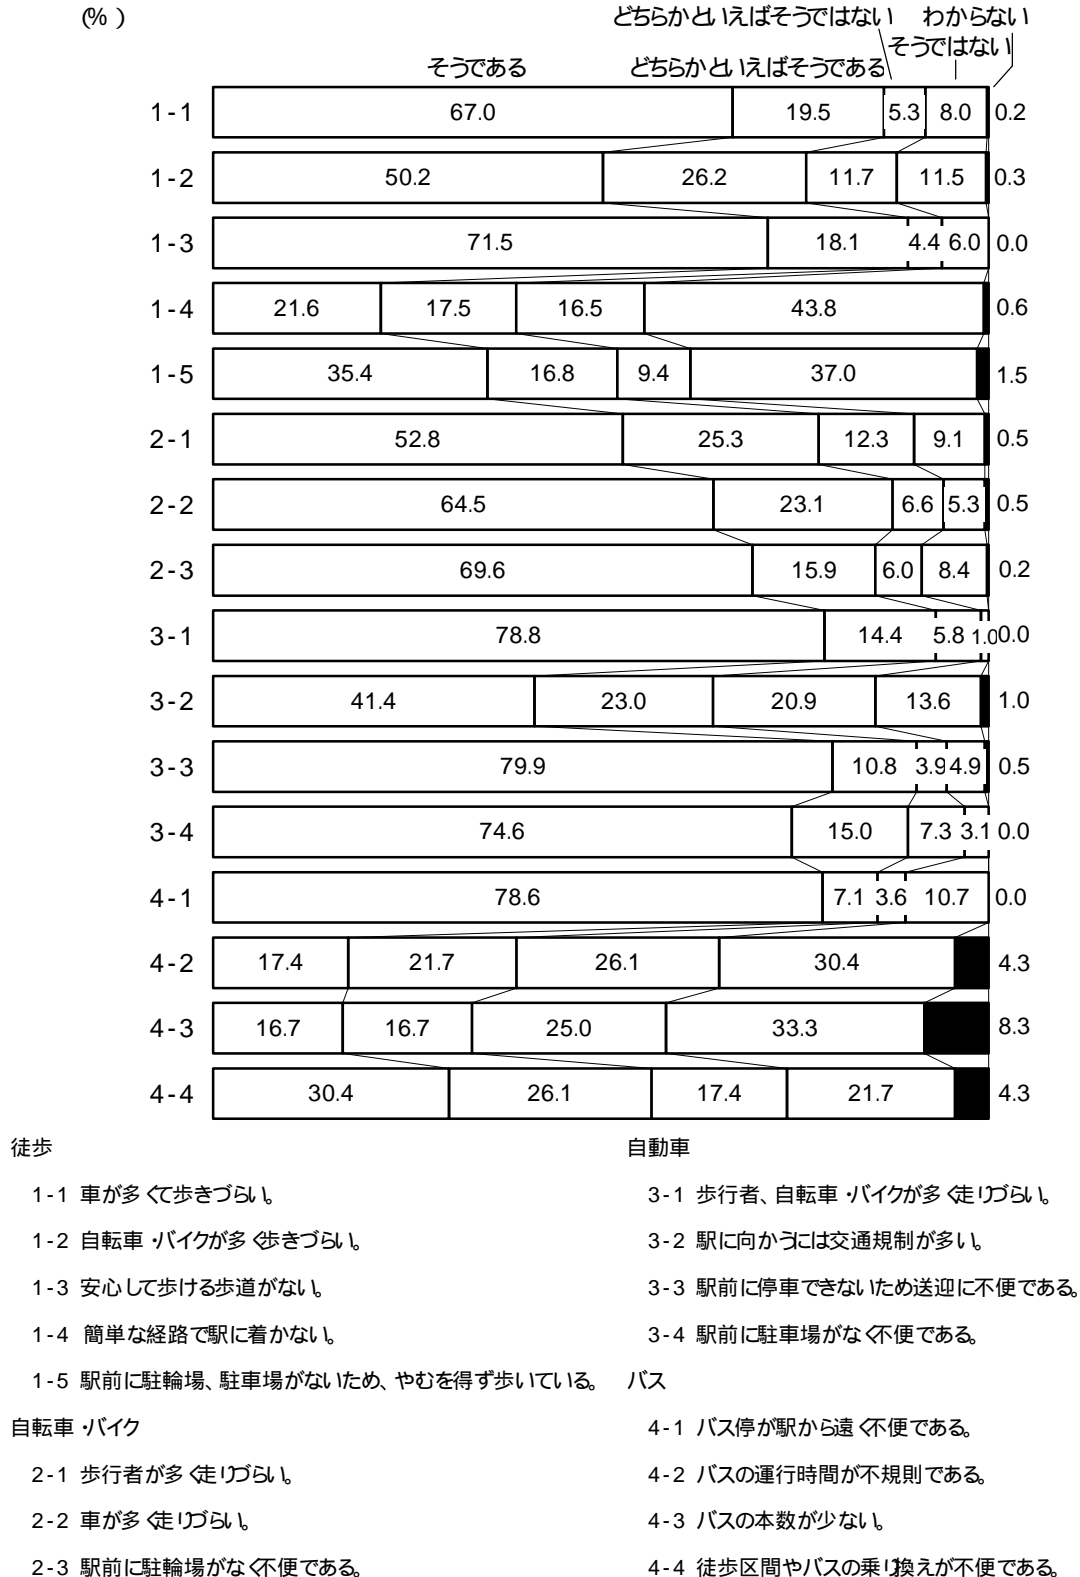 (%)
どちらかといえばそうではない わからない
そうではない
そうである どちらかといえばそうである
1-1 67.0 19.5 5.3 8.0 0.2
1-2 50.2 26.2 11.7 11.5 0.3
1-3 71.5 18.1 4.4 6.0 0.0
1-4 21.6 17.5 16.5 43.8 0.6
1-5 35.4 16.8 9.4 37.0 1.5
2-1 52.8 25.3 12.3 9.1 0.5
2-2 64.5 23.1 6.6 5.3 0.5
2-3 69.6 15.9 6.0 8.4 0.2
3-1 78.8 14.4 5.8 1.0 0.0
3-2 41.4 23.0 20.9 13.6 1.0
3-3 79.9 10.8 3.9 4.9 0.5
3-4 74.6 15.0 7.3 3.1 0.0
4-1 78.6 7.1 3.6 10.7 0.0
4-2 17.4 21.7 26.1 30.4 4.3
4-3 16.7 16.7 25.0 33.3 8.3
4-4 30.4 26.1 17.4 21.7 4.3
徒歩
1-1 車が多くて歩きづらい。
1-2 自転車・バイクが多く歩きづらい。
1-3 安心して歩ける歩道がない。
1-4 簡単な経路で駅に着かない。
1-5 駅前に駐輪場、駐車場がないため、やむを得ず歩いている。
自転車・バイク
2-1 歩行者が多く走りづらい。
2-2 車が多く走りづらい。
2-3 駅前に駐輪場がなく不便である。
自動車
3-1 歩行者、自転車・バイクが多く走りづらい。
3-2 駅に向かうには交通規制が多い。
3-3 駅前に停車できないため送迎に不便である。
3-4 駅前に駐車場がなく不便である。
バス
4-1 バス停が駅から遠く不便である。
4-2 バスの運行時間が不規則である。
4-3 バスの本数が少ない。
4-4 徒歩区間やバスの乗り換えが不便である。